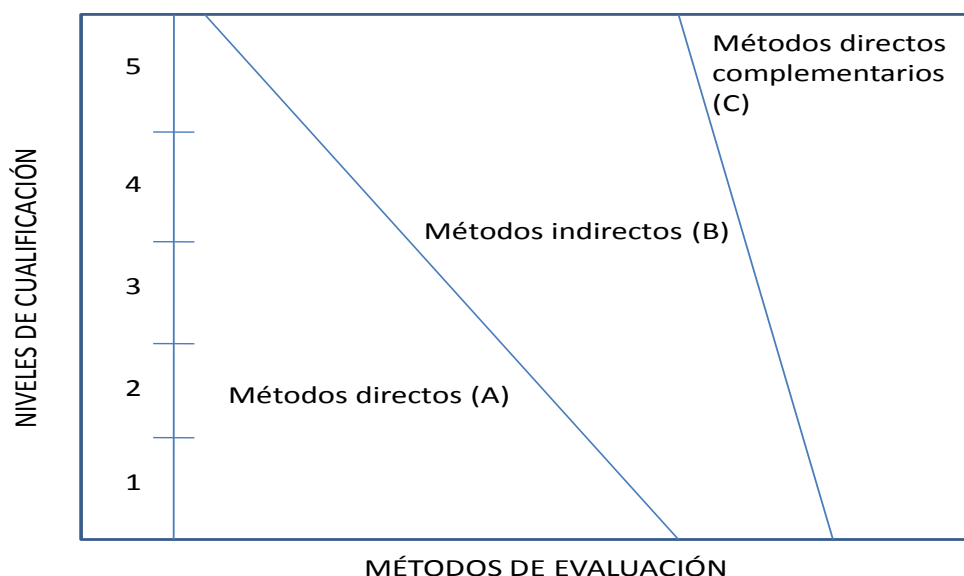 Métodos directos
complementarios
(C)
5
4
Métodos indirectos (B)
3
Métodos directos (A)
2
1
NIVELES DE CUALIFICACIÓN
MÉTODOS DE EVALUACIÓN